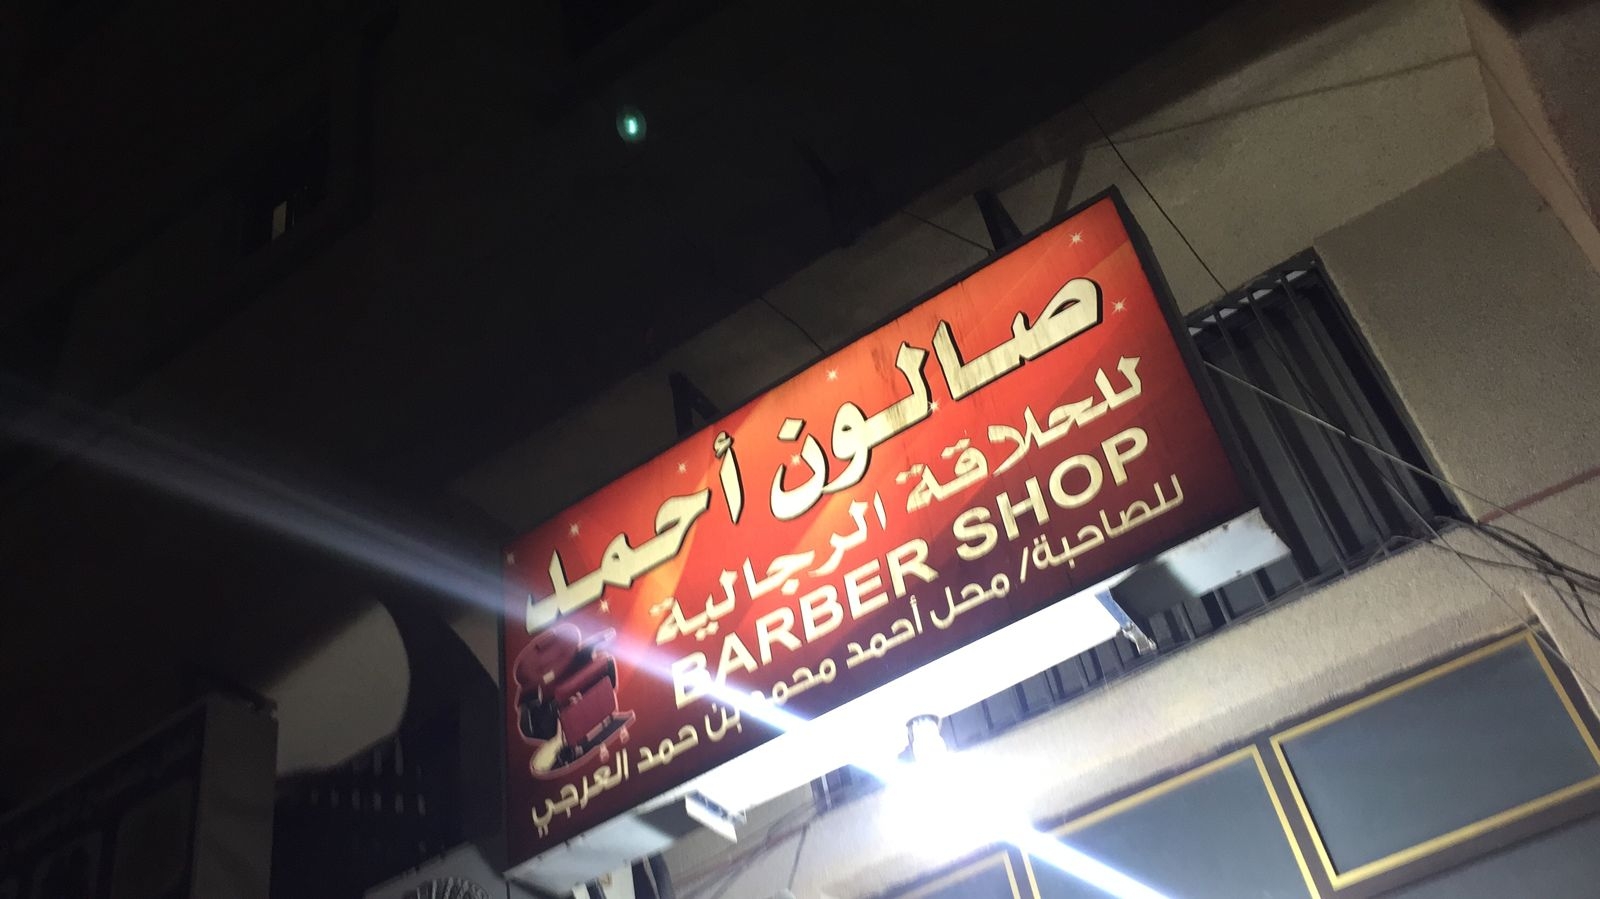 صالون أحمد
للحلاقة الرجالية
BARBER SHOP
للصاحبة/ محل أحمد محمد بن حمد العرجي